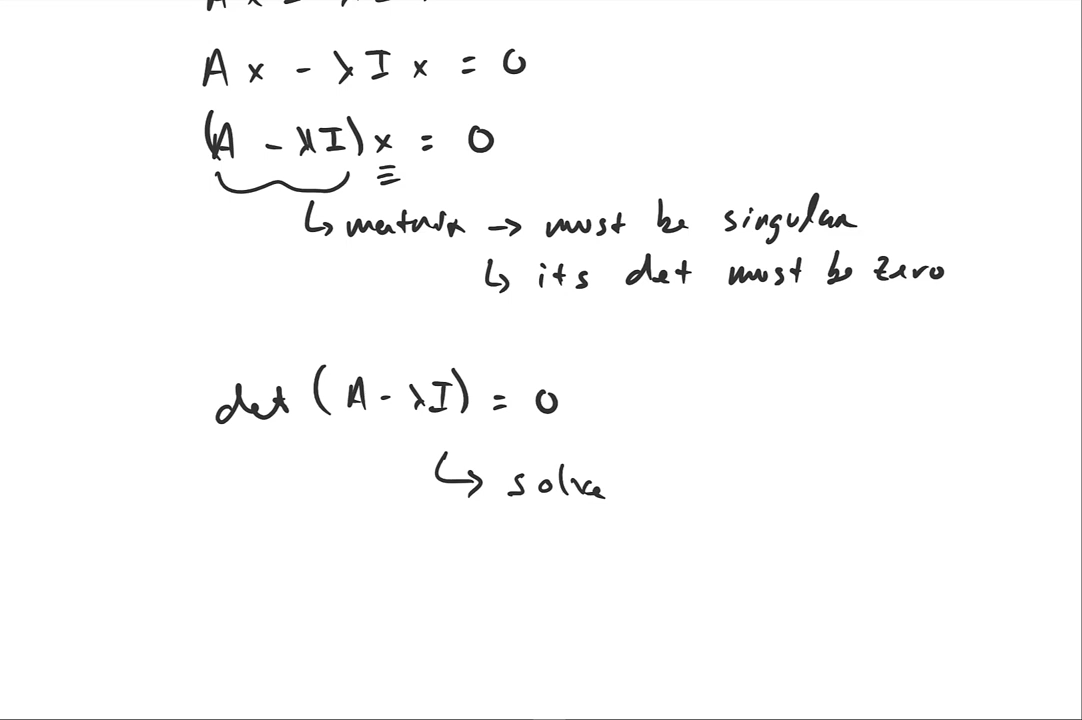 Ax - λIx = 0
(A - λI)x = 0
↳ matrix → must be singular
↳ its det must be zero
det (A - λI) = 0
↳ solve